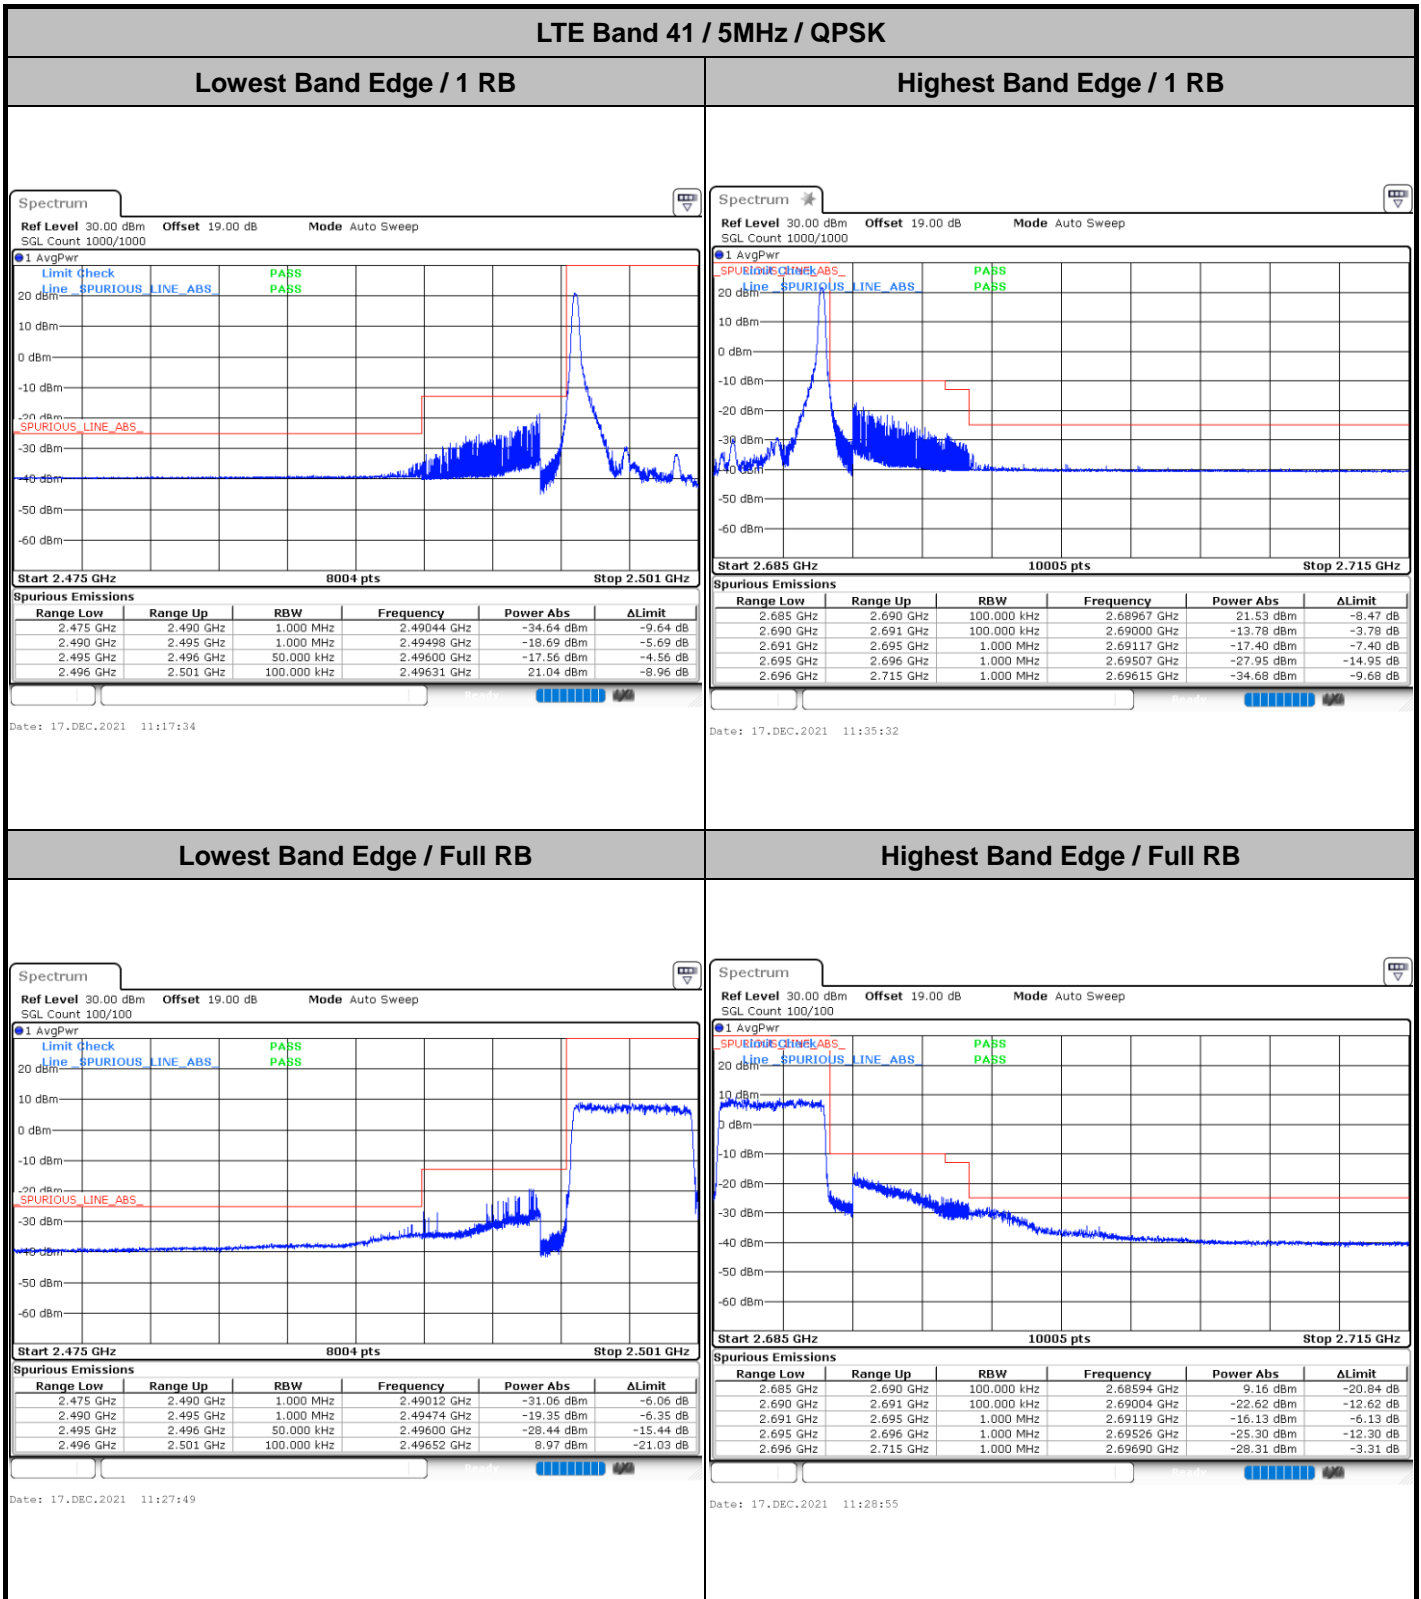 LTE Band 41 / 5MHz / QPSK
Lowest Band Edge / 1 RB
Highest Band Edge / 1 RB
Spectrum
Ref Level 30.00 dBm Offset 19.00 dB Mode Auto Sweep
SGL Count 1000/1000
1 AvgPwr
Limit Check PASS
Line _SPURIOUS_LINE_ABS_ PASS
20 dBm
10 dBm
0 dBm
-10 dBm
-20 dBm
_SPURIOUS_LINE_ABS_
-30 dBm
-40 dBm
-50 dBm
-60 dBm
Start 2.475 GHz 8004 pts Stop 2.501 GHz
Spurious Emissions
Range Low Range Up RBW Frequency Power Abs ΔLimit
2.475 GHz 2.490 GHz 1.000 MHz 2.49044 GHz -34.64 dBm -9.64 dB
2.490 GHz 2.495 GHz 1.000 MHz 2.49498 GHz -18.69 dBm -5.69 dB
2.495 GHz 2.496 GHz 50.000 kHz 2.49600 GHz -17.56 dBm -4.56 dB
2.496 GHz 2.501 GHz 100.000 kHz 2.49631 GHz 21.04 dBm -8.96 dB
Ready
Date: 17.DEC.2021 11:17:34
Spectrum
Ref Level 30.00 dBm Offset 19.00 dB Mode Auto Sweep
SGL Count 1000/1000
1 AvgPwr
_SPURIOUS_LINE_ABS_
Limit Check PASS
Line _SPURIOUS_LINE_ABS_ PASS
20 dBm
10 dBm
0 dBm
-10 dBm
-20 dBm
-30 dBm
-40 dBm
-50 dBm
-60 dBm
Start 2.685 GHz 10005 pts Stop 2.715 GHz
Spurious Emissions
Range Low Range Up RBW Frequency Power Abs ΔLimit
2.685 GHz 2.690 GHz 100.000 kHz 2.68967 GHz 21.53 dBm -8.47 dB
2.690 GHz 2.691 GHz 100.000 kHz 2.69000 GHz -13.78 dBm -3.78 dB
2.691 GHz 2.695 GHz 1.000 MHz 2.69117 GHz -17.40 dBm -7.40 dB
2.695 GHz 2.696 GHz 1.000 MHz 2.69507 GHz -27.95 dBm -14.95 dB
2.696 GHz 2.715 GHz 1.000 MHz 2.69615 GHz -34.68 dBm -9.68 dB
Ready
Date: 17.DEC.2021 11:35:32
Lowest Band Edge / Full RB
Highest Band Edge / Full RB
Spectrum
Ref Level 30.00 dBm Offset 19.00 dB Mode Auto Sweep
SGL Count 100/100
1 AvgPwr
Limit Check PASS
Line _SPURIOUS_LINE_ABS_ PASS
20 dBm
10 dBm
0 dBm
-10 dBm
-20 dBm
_SPURIOUS_LINE_ABS_
-30 dBm
-40 dBm
-50 dBm
-60 dBm
Start 2.475 GHz 8004 pts Stop 2.501 GHz
Spurious Emissions
Range Low Range Up RBW Frequency Power Abs ΔLimit
2.475 GHz 2.490 GHz 1.000 MHz 2.49012 GHz -31.06 dBm -6.06 dB
2.490 GHz 2.495 GHz 1.000 MHz 2.49474 GHz -19.35 dBm -6.35 dB
2.495 GHz 2.496 GHz 50.000 kHz 2.49600 GHz -28.44 dBm -15.44 dB
2.496 GHz 2.501 GHz 100.000 kHz 2.49652 GHz 8.97 dBm -21.03 dB
Ready
Date: 17.DEC.2021 11:27:49
Spectrum
Ref Level 30.00 dBm Offset 19.00 dB Mode Auto Sweep
SGL Count 100/100
1 AvgPwr
_SPURIOUS_LINE_ABS_
Limit Check PASS
Line _SPURIOUS_LINE_ABS_ PASS
20 dBm
10 dBm
0 dBm
-10 dBm
-20 dBm
-30 dBm
-40 dBm
-50 dBm
-60 dBm
Start 2.685 GHz 10005 pts Stop 2.715 GHz
Spurious Emissions
Range Low Range Up RBW Frequency Power Abs ΔLimit
2.685 GHz 2.690 GHz 100.000 kHz 2.68594 GHz 9.16 dBm -20.84 dB
2.690 GHz 2.691 GHz 100.000 kHz 2.69004 GHz -22.62 dBm -12.62 dB
2.691 GHz 2.695 GHz 1.000 MHz 2.69119 GHz -16.13 dBm -6.13 dB
2.695 GHz 2.696 GHz 1.000 MHz 2.69526 GHz -25.30 dBm -12.30 dB
2.696 GHz 2.715 GHz 1.000 MHz 2.69690 GHz -28.31 dBm -3.31 dB
Ready
Date: 17.DEC.2021 11:28:55